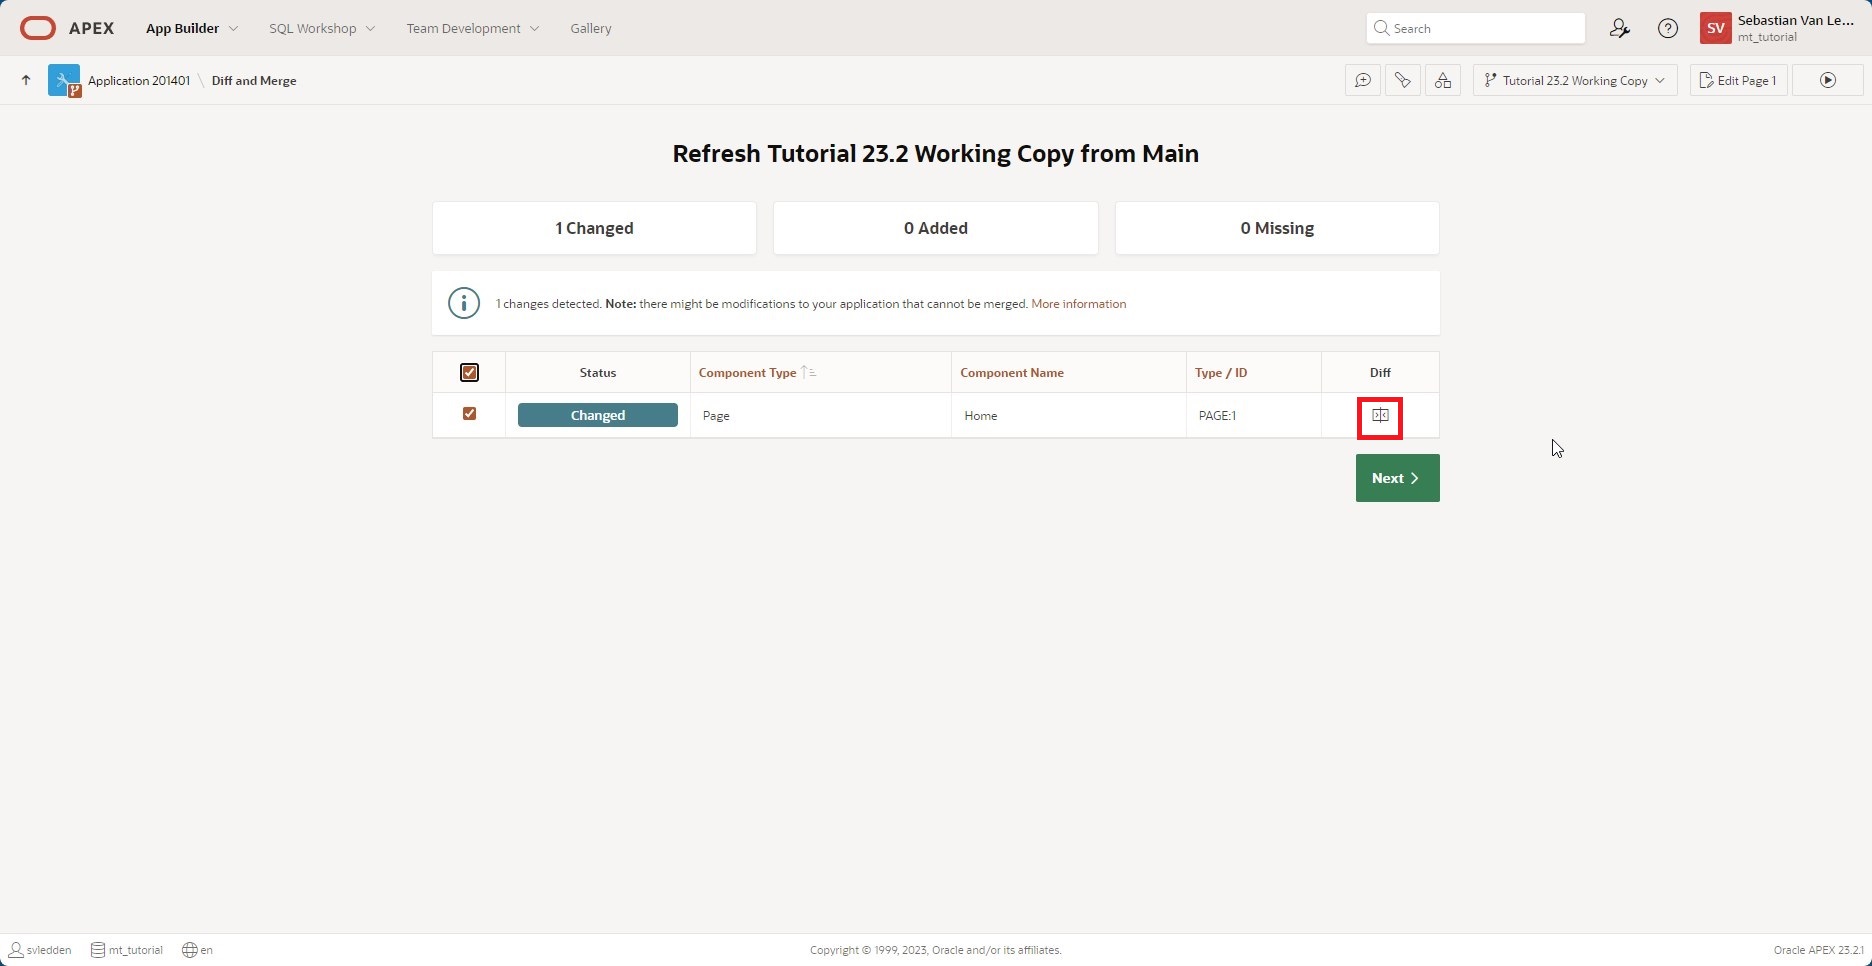 APEX App Builder SQL Workshop Team Development Gallery Search SV Sebastian Van Le...
mt_tutorial
Application 201401 \ Diff and Merge Tutorial 23.2 Working Copy Edit Page 1
Refresh Tutorial 23.2 Working Copy from Main
1 Changed 0 Added 0 Missing
1 changes detected. Note: there might be modifications to your application that cannot be merged. More information
Status Component Type Component Name Type / ID Diff
Changed Page Home PAGE:1
Next
svledden mt_tutorial en Copyright © 1999, 2023, Oracle and/or its affiliates. Oracle APEX 23.2.1